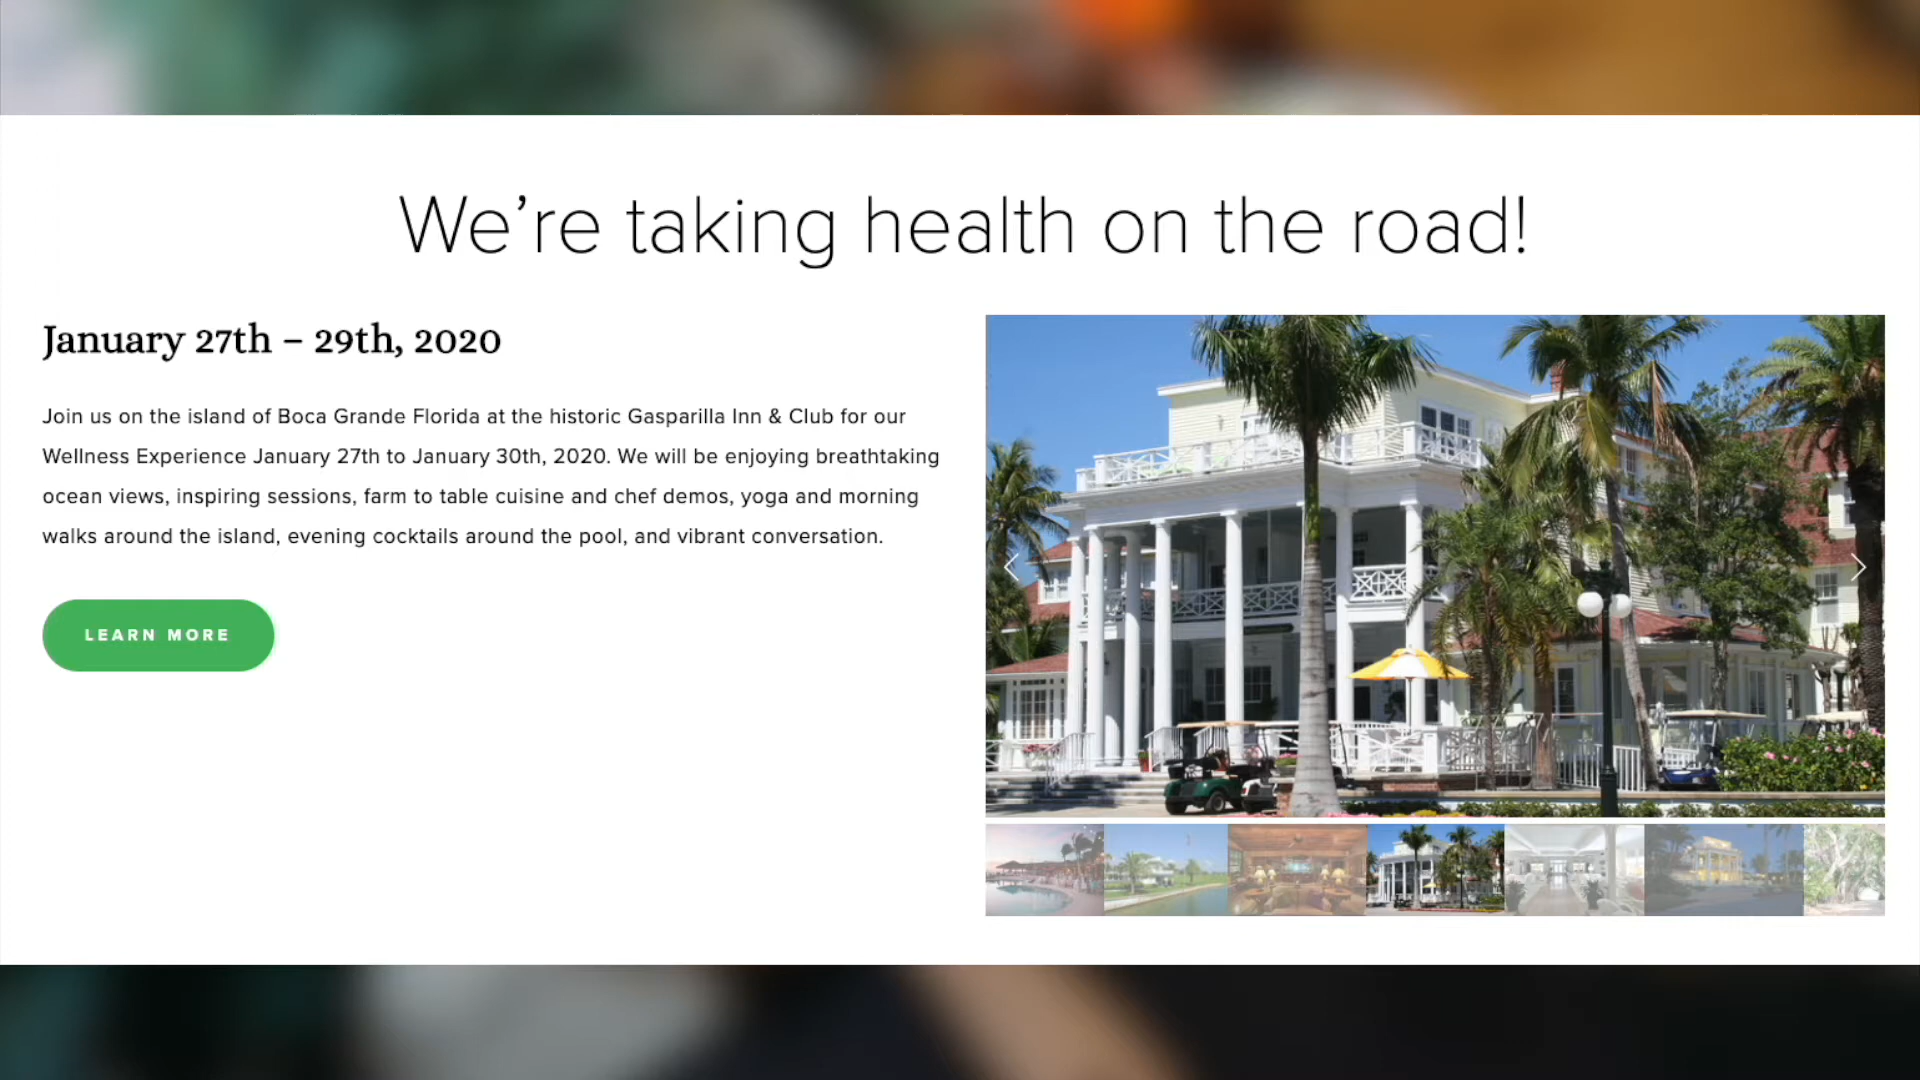 We’re taking health on the road!
January 27th – 29th, 2020
Join us on the island of Boca Grande Florida at the historic Gasparilla Inn & Club for our
Wellness Experience January 27th to January 30th, 2020. We will be enjoying breathtaking
ocean views, inspiring sessions, farm to table cuisine and chef demos, yoga and morning
walks around the island, evening cocktails around the pool, and vibrant conversation.
LEARN MORE